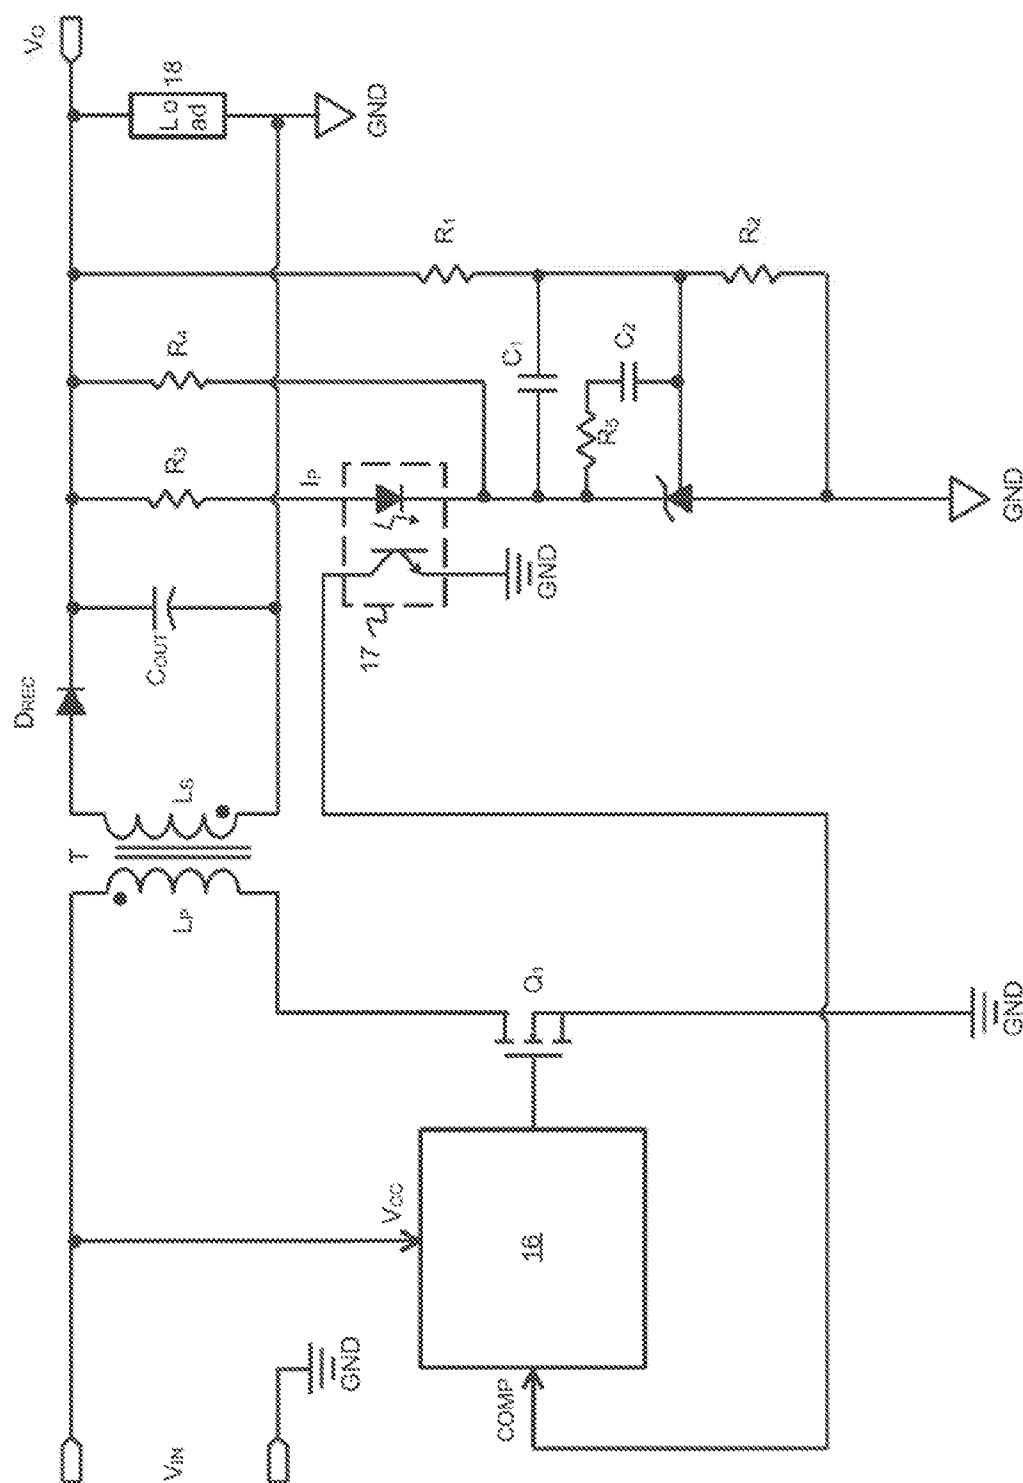 VO
Lo
ad
18
GND
R1
R2
R4
C1
C2
R3
R5
IP
GND
GND
17
COUT
DREC
LS
T
LP
Q1
GND
VCC
16
COMP
GND
VIN